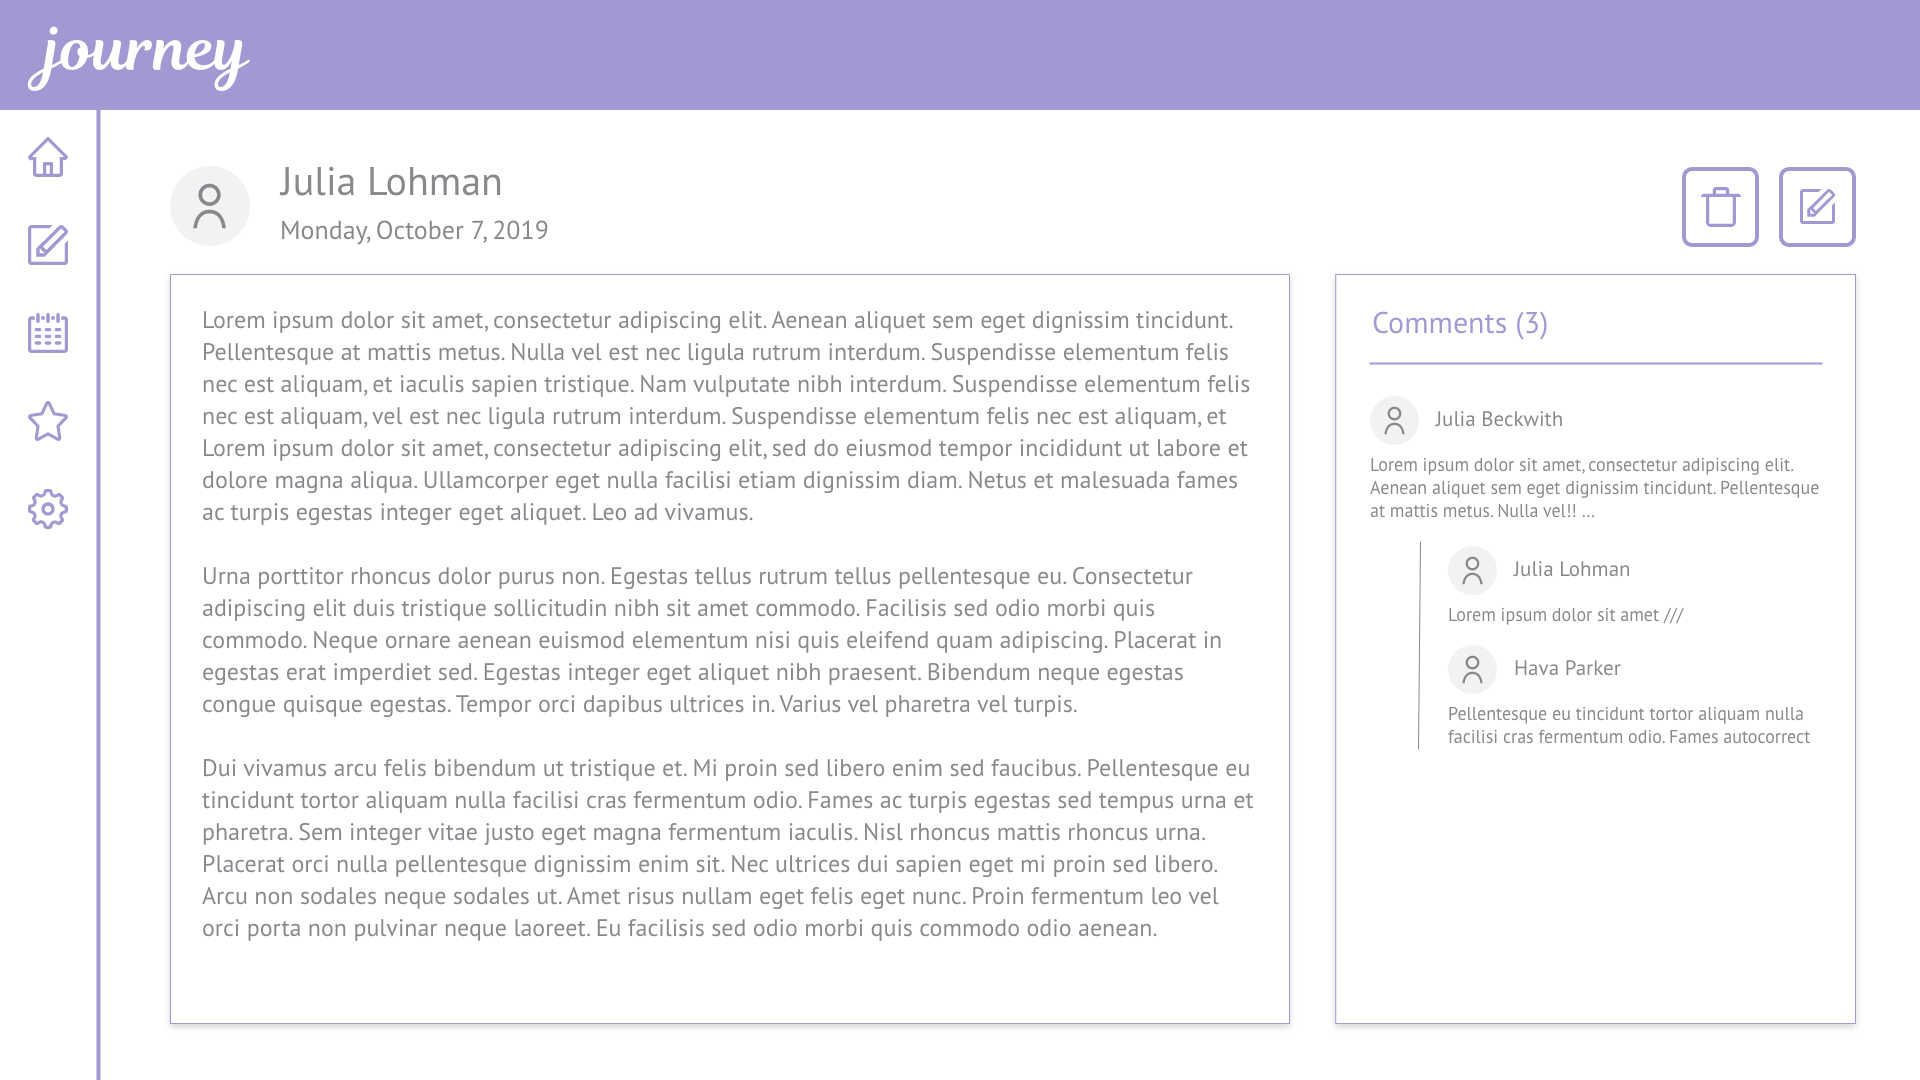 journey
Julia Lohman
Monday, October 7, 2019
Lorem ipsum dolor sit amet, consectetur adipiscing elit. Aenean aliquet sem eget dignissim tincidunt.
Pellentesque at mattis metus. Nulla vel est nec ligula rutrum interdum. Suspendisse elementum felis
nec est aliquam, et iaculis sapien tristique. Nam vulputate nibh interdum. Suspendisse elementum felis
nec est aliquam, vel est nec ligula rutrum interdum. Suspendisse elementum felis nec est aliquam, et
Lorem ipsum dolor sit amet, consectetur adipiscing elit, sed do eiusmod tempor incididunt ut labore et
dolore magna aliqua. Ullamcorper eget nulla facilisi etiam dignissim diam. Netus et malesuada fames
ac turpis egestas integer eget aliquet. Leo ad vivamus.
Urna porttitor rhoncus dolor purus non. Egestas tellus rutrum tellus pellentesque eu. Consectetur
adipiscing elit duis tristique sollicitudin nibh sit amet commodo. Facilisis sed odio morbi quis
commodo. Neque ornare aenean euismod elementum nisi quis eleifend quam adipiscing. Placerat in
egestas erat imperdiet sed. Egestas integer eget aliquet nibh praesent. Bibendum neque egestas
congue quisque egestas. Tempor orci dapibus ultrices in. Varius vel pharetra vel turpis.
Dui vivamus arcu felis bibendum ut tristique et. Mi proin sed libero enim sed faucibus. Pellentesque eu
tincidunt tortor aliquam nulla facilisi cras fermentum odio. Fames ac turpis egestas sed tempus urna et
pharetra. Sem integer vitae justo eget magna fermentum iaculis. Nisl rhoncus mattis rhoncus urna.
Placerat orci nulla pellentesque dignissim enim sit. Nec ultrices dui sapien eget mi proin sed libero.
Arcu non sodales neque sodales ut. Amet risus nullam eget felis eget nunc. Proin fermentum leo vel
orci porta non pulvinar neque laoreet. Eu facilisis sed odio morbi quis commodo odio aenean.
Comments (3)
Julia Beckwith
Lorem ipsum dolor sit amet, consectetur adipiscing elit.
Aenean aliquet sem eget dignissim tincidunt. Pellentesque
at mattis metus. Nulla vel!! ...
Julia Lohman
Lorem ipsum dolor sit amet ///
Hava Parker
Pellentesque eu tincidunt tortor aliquam nulla
facilisi cras fermentum odio. Fames autocorrect